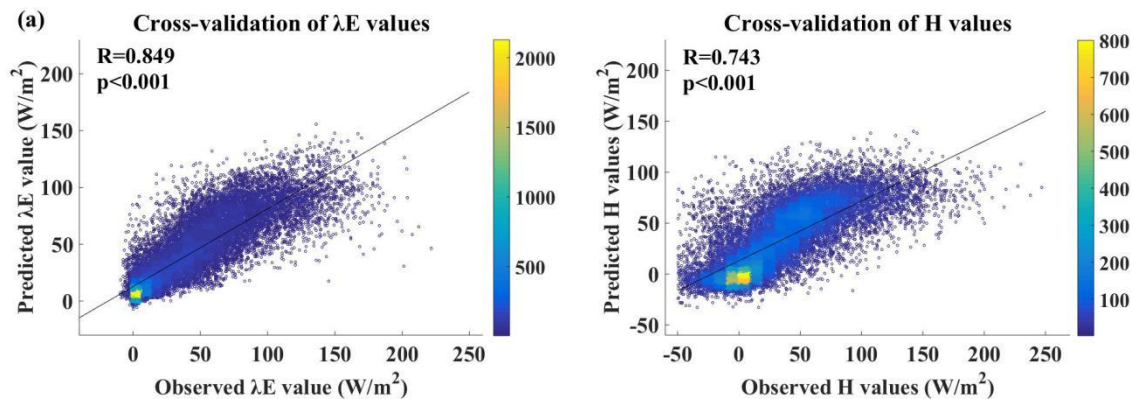 (a)
Cross-validation of λE values
R=0.849
p<0.001
Predicted λE value (W/m²)
200
150
100
50
0
0 50 100 150 200 250
Observed λE value (W/m²)
2000
1500
1000
500
Cross-validation of H values
R=0.743
p<0.001
Predicted H values (W/m²)
200
150
100
50
0
-50
-50 0 50 100 150 200 250
Observed H values (W/m²)
800
700
600
500
400
300
200
100